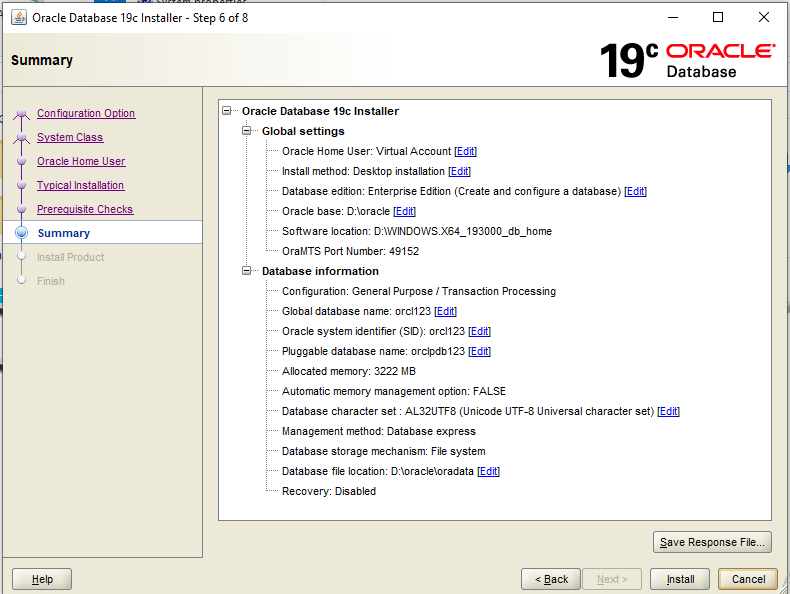 Oracle Database 19c Installer - Step 6 of 8
Summary
19c ORACLE
Database
Configuration Option
System Class
Oracle Home User
Typical Installation
Prerequisite Checks
Summary
Install Product
Finish
Oracle Database 19c Installer
Global settings
Oracle Home User: Virtual Account [Edit]
Install method: Desktop installation [Edit]
Database edition: Enterprise Edition (Create and configure a database) [Edit]
Oracle base: D:\oracle [Edit]
Software location: D:\WINDOWS.X64_193000_db_home
OraMTS Port Number: 49152
Database information
Configuration: General Purpose / Transaction Processing
Global database name: orcl123 [Edit]
Oracle system identifier (SID): orcl123 [Edit]
Pluggable database name: orclpdb123 [Edit]
Allocated memory: 3222 MB
Automatic memory management option: FALSE
Database character set : AL32UTF8 (Unicode UTF-8 Universal character set) [Edit]
Management method: Database express
Database storage mechanism: File system
Database file location: D:\oracle\oradata [Edit]
Recovery: Disabled
Save Response File...
Help
< Back
Next >
Install
Cancel